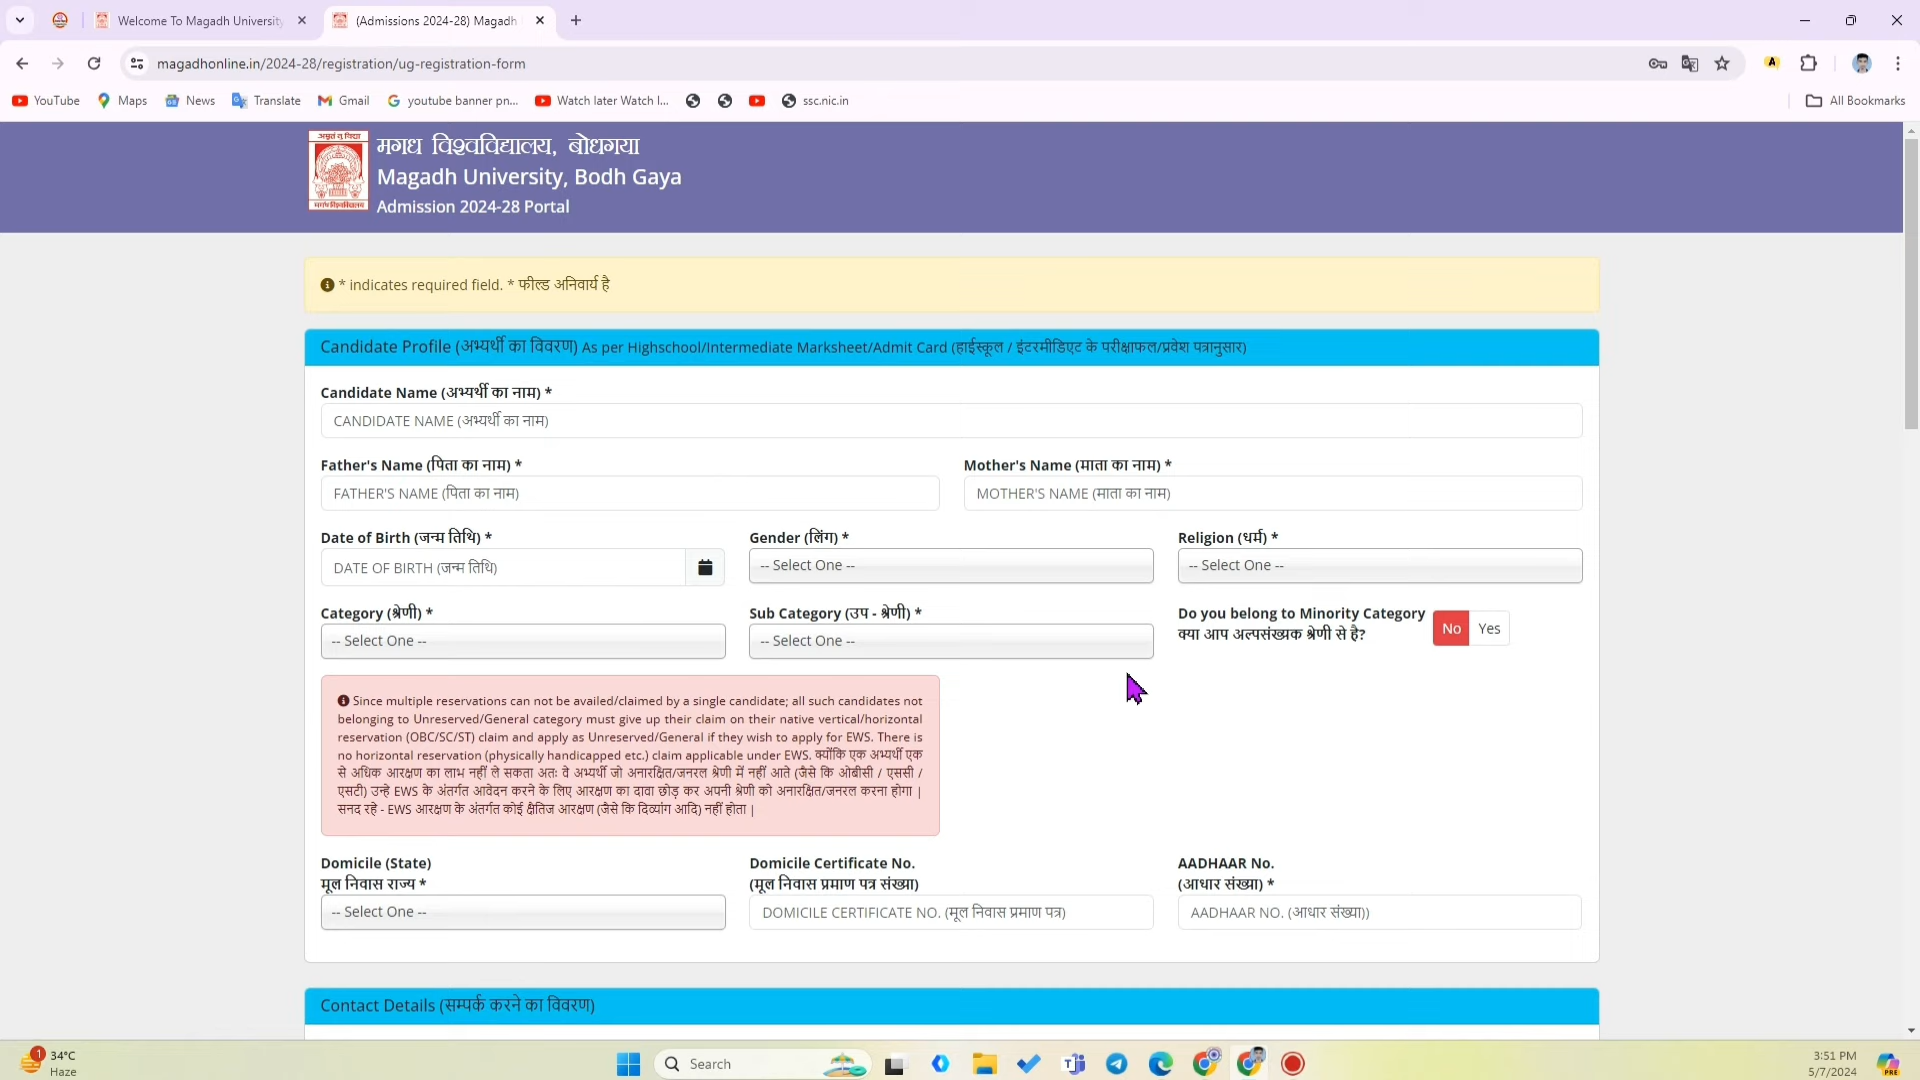 Welcome To Magadh University
(Admissions 2024-28) Magadh
magadhonline.in/2024-28/registration/ug-registration-form
YouTube Maps News Translate Gmail youtube banner pn... Watch later Watch l... ssc.nic.in All Bookmarks
मगध विश्वविद्यालय, बोधगया
Magadh University, Bodh Gaya
Admission 2024-28 Portal
* indicates required field. * फील्ड अनिवार्य है
Candidate Profile (अभ्यर्थी का विवरण) As per Highschool/Intermediate Marksheet/Admit Card (हाईस्कूल / इंटरमीडिएट के परीक्षाफल/प्रवेश पत्रानुसार)
Candidate Name (अभ्यर्थी का नाम) *
CANDIDATE NAME (अभ्यर्थी का नाम)
Father's Name (पिता का नाम) * Mother's Name (माता का नाम) *
FATHER'S NAME (पिता का नाम) MOTHER'S NAME (माता का नाम)
Date of Birth (जन्म तिथि) * Gender (लिंग) * Religion (धर्म) *
DATE OF BIRTH (जन्म तिथि) -- Select One -- -- Select One --
Category (श्रेणी) * Sub Category (उप - श्रेणी) * Do you belong to Minority Category
क्या आप अल्पसंख्यक श्रेणी से है? No Yes
-- Select One -- -- Select One --
Since multiple reservations can not be availed/claimed by a single candidate; all such candidates not
belonging to Unreserved/General category must give up their claim on their native vertical/horizontal
reservation (OBC/SC/ST) claim and apply as Unreserved/General if they wish to apply for EWS. There is
no horizontal reservation (physically handicapped etc.) claim applicable under EWS. क्योंकि एक अभ्यर्थी एक
से अधिक आरक्षण का लाभ नहीं ले सकता अतः वे अभ्यर्थी जो अनारक्षित/जनरल श्रेणी में नहीं आते (जैसे कि ओबीसी / एससी /
एसटी) उन्हे EWS के अंतर्गत आवेदन करने के लिए आरक्षण का दावा छोड़ कर अपनी श्रेणी को अनारक्षित/जनरल करना होगा |
सनद रहे - EWS आरक्षण के अंतर्गत कोई क्षैतिज आरक्षण (जैसे कि दिव्यांग आदि) नहीं होता |
Domicile (State) Domicile Certificate No. AADHAAR No.
मूल निवास राज्य * (मूल निवास प्रमाण पत्र संख्या) (आधार संख्या) *
-- Select One -- DOMICILE CERTIFICATE NO. (मूल निवास प्रमाण पत्र) AADHAAR NO. (आधार संख्या))
Contact Details (सम्पर्क करने का विवरण)
1 34°C
Haze
Search
3:51 PM
5/7/2024